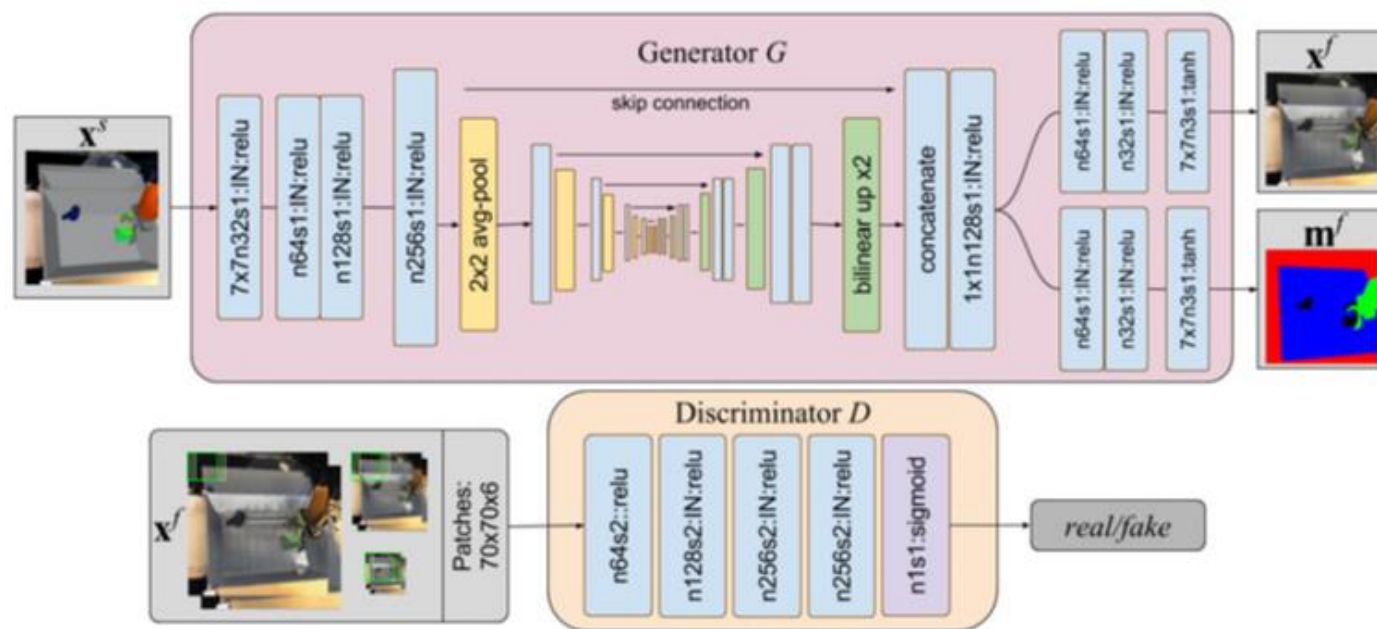 Generator G
skip connection
x^s
7x7n32s1:IN:relu
n64s1:IN:relu
n128s1:IN:relu
n256s1:IN:relu
2x2 avg-pool
bilinear up x2
concatenate
1x1n128s1:IN:relu
n64s1:IN:relu
n32s1:IN:relu
7x7n3s1:tanh
x^f
n64s1:IN:relu
n32s1:IN:relu
7x7n3s1:tanh
m^f
x^f
Patches:
70x70x6
Discriminator D
n64s2::relu
n128s2:IN:relu
n256s2:IN:relu
n256s2:IN:relu
n1s1:sigmoid
real/fake